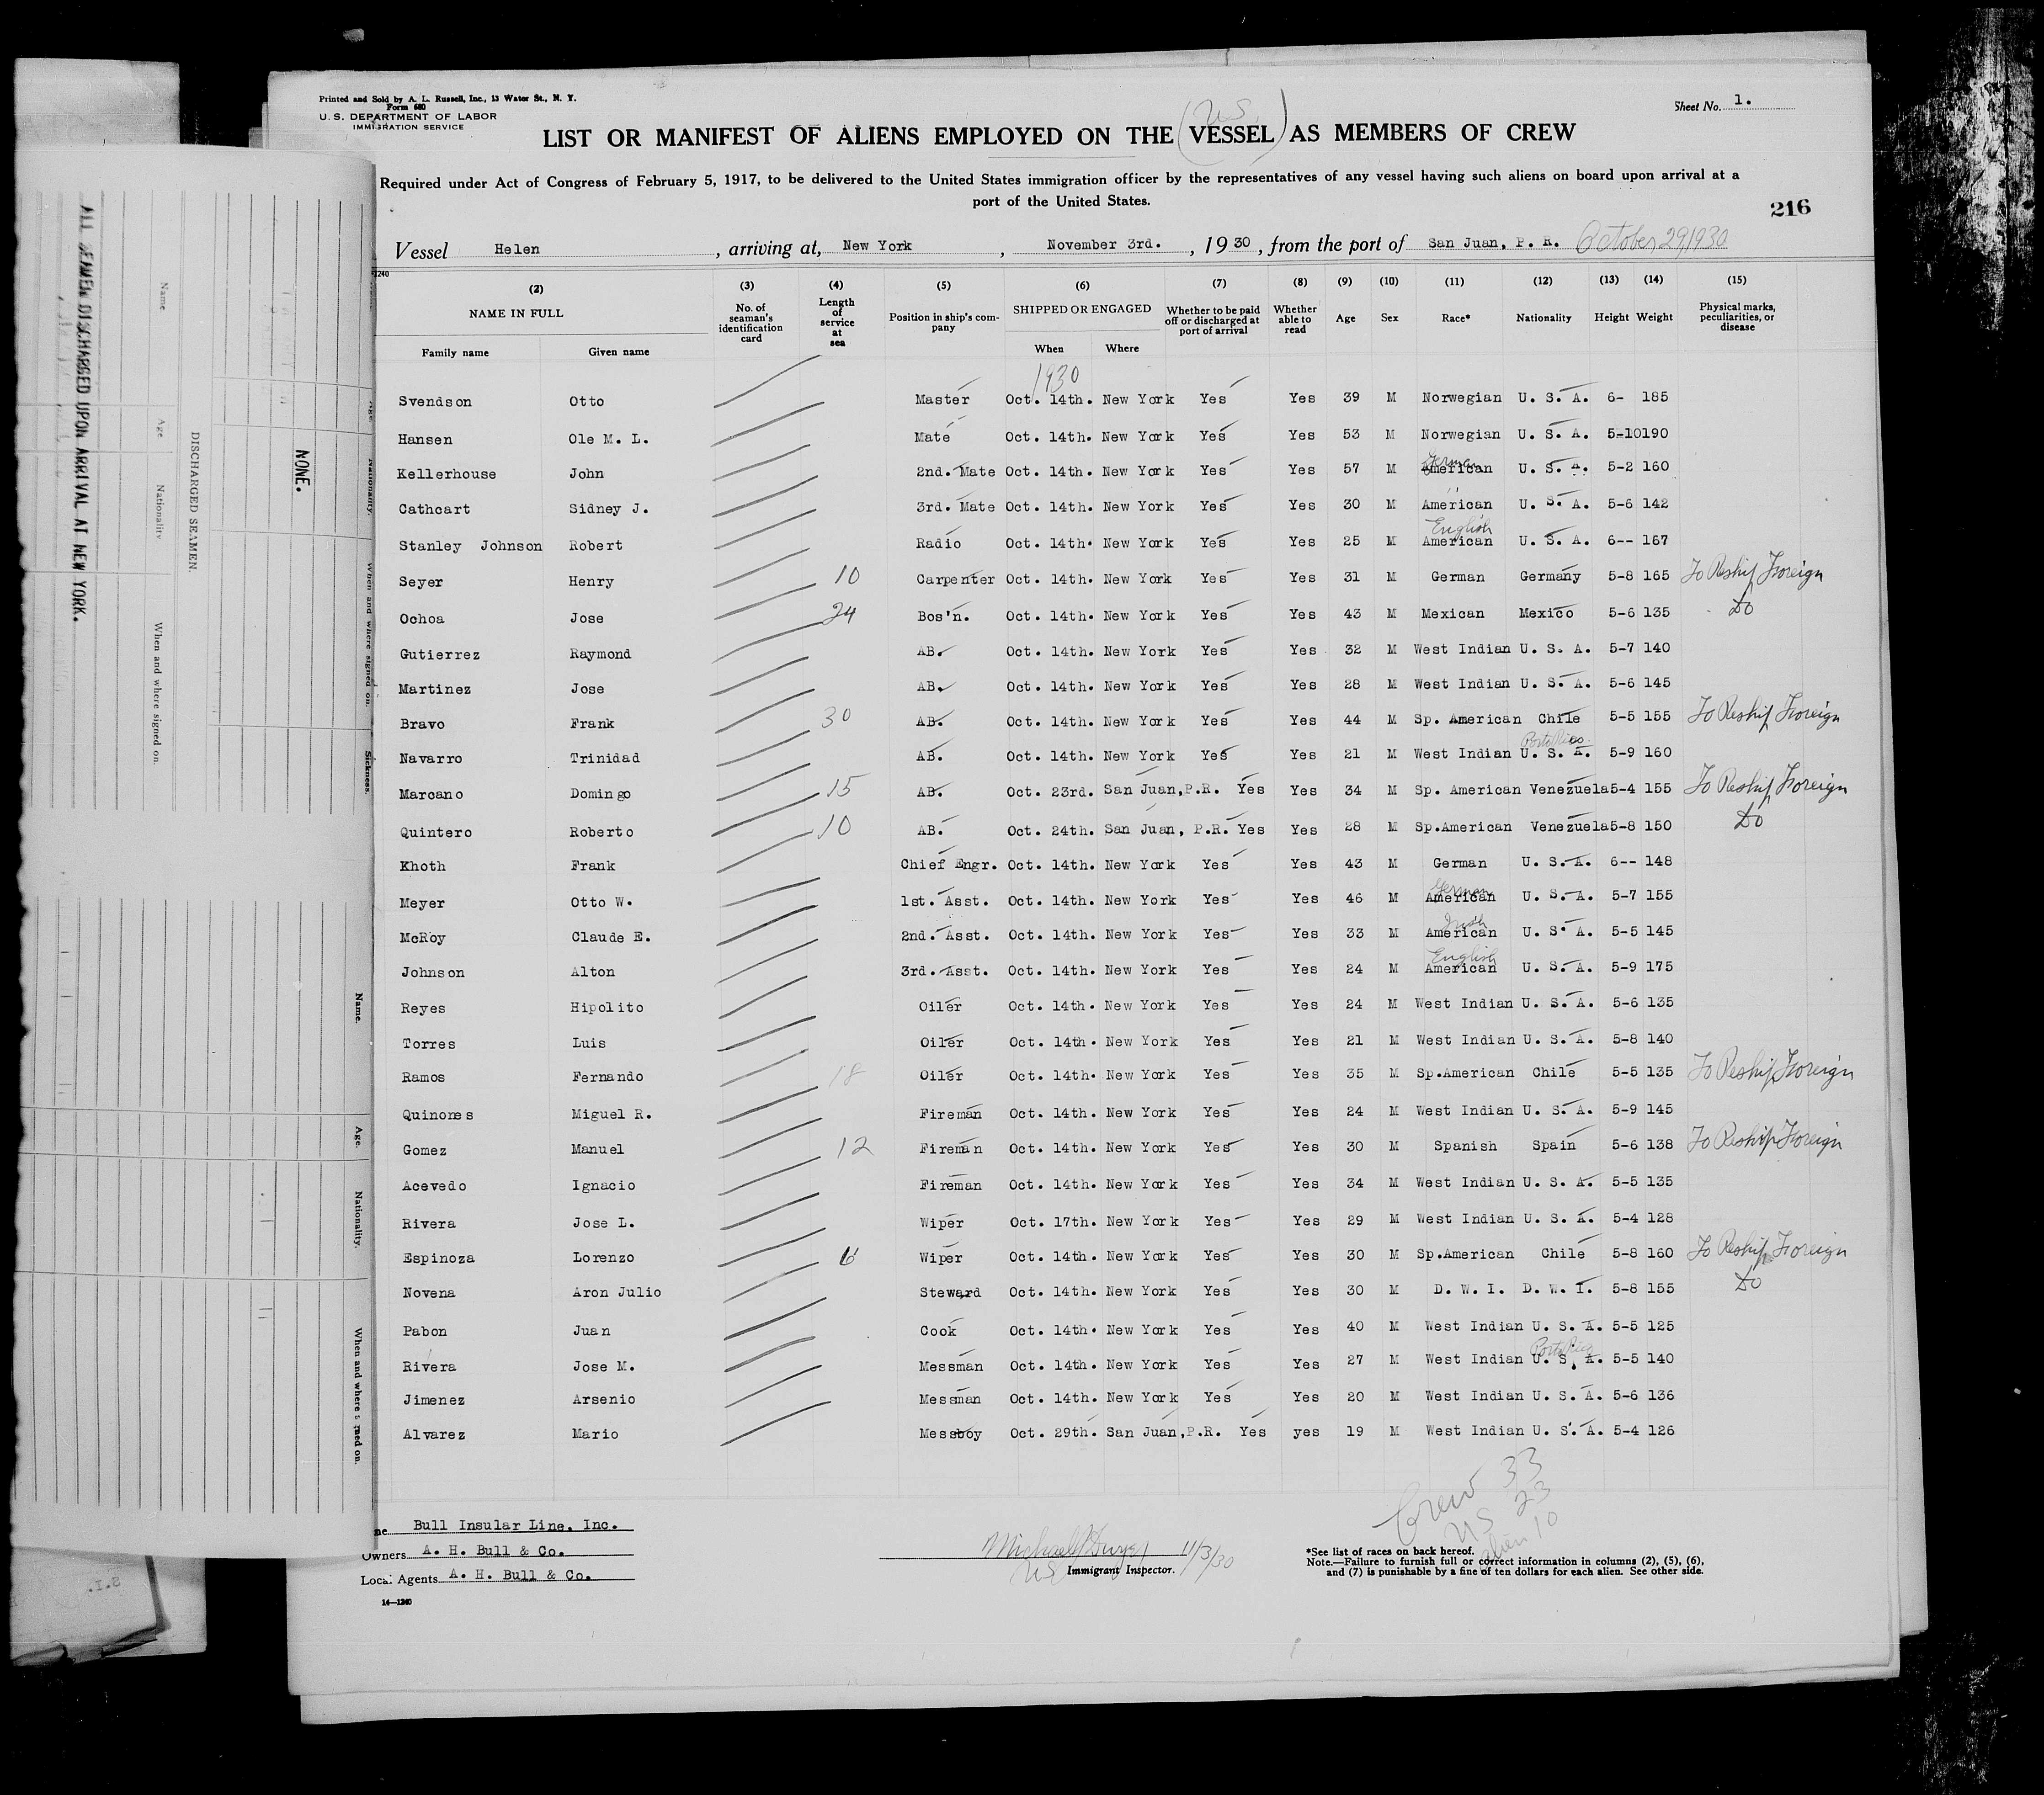 Printed and Sold by A. L. Russell, Inc., 13 Water St., N. Y.
Form 680
U. S. DEPARTMENT OF LABOR
IMMIGRATION SERVICE
Sheet No. 1.
U.S.
LIST OR MANIFEST OF ALIENS EMPLOYED ON THE (VESSEL) AS MEMBERS OF CREW
Required under Act of Congress of February 5, 1917, to be delivered to the United States immigration officer by the representatives of any vessel having such aliens on board upon arrival at a
port of the United States.
216
Vessel Helen, arriving at, New York, November 3rd., 1930, from the port of San Juan, P. R. October 29, 1930
1240
(2) (3) (4) (5) (6) (7) (8) (9) (10) (11) (12) (13) (14) (15)
NAME IN FULL No. of seaman's identification card Length of service at sea Position in ship's company SHIPPED OR ENGAGED Whether to be paid off or discharged at port of arrival Whether able to read Age Sex Race* Nationality Height Weight Physical marks, peculiarities, or disease
Family name Given name When Where
1930
Svendson Otto Master Oct. 14th. New York Yes Yes 39 M Norwegian U. S. A. 6- 185
Hansen Ole M. L. Mate Oct. 14th. New York Yes Yes 53 M Norwegian U. S. A. 5-10 190
Kellerhouse John 2nd. Mate Oct. 14th. New York Yes Yes 57 M American German U. S. A. 5-2 160
Cathcart Sidney J. 3rd. Mate Oct. 14th. New York Yes Yes 30 M American U. S. A. 5-6 142
Stanley Johnson Robert Radio Oct. 14th. New York Yes Yes 25 M American English U. S. A. 6-- 167
Seyer Henry 10 Carpenter Oct. 14th. New York Yes Yes 31 M German Germany 5-8 165 To Reship Foreign
Ochoa Jose 24 Bos'n. Oct. 14th. New York Yes Yes 43 M Mexican Mexico 5-6 135 Do
Gutierrez Raymond AB. Oct. 14th. New York Yes Yes 32 M West Indian U. S. A. 5-7 140
Martinez Jose AB. Oct. 14th. New York Yes Yes 28 M West Indian U. S. A. 5-6 145
Bravo Frank 30 AB. Oct. 14th. New York Yes Yes 44 M Sp. American Chile 5-5 155 To Reship Foreign
Navarro Trinidad AB. Oct. 14th. New York Yes Yes 21 M West Indian U. S. A. Porto Rico 5-9 160
Marcano Domingo 15 AB. Oct. 23rd. San Juan, P.R. Yes Yes 34 M Sp. American Venezuela 5-4 155 To Reship Foreign
Quintero Roberto 10 AB. Oct. 24th. San Juan, P.R. Yes Yes 28 M Sp.American Venezuela 5-8 150 Do
Khoth Frank Chief Engr. Oct. 14th. New York Yes Yes 43 M German U. S. A. 6-- 148
Meyer Otto W. 1st. Asst. Oct. 14th. New York Yes Yes 46 M American German U. S. A. 5-7 155
McRoy Claude E. 2nd. Asst. Oct. 14th. New York Yes Yes 33 M American Irish U. S. A. 5-5 145
Johnson Alton 3rd. Asst. Oct. 14th. New York Yes Yes 24 M American English U. S. A. 5-9 175
Reyes Hipolito Oiler Oct. 14th. New York Yes Yes 24 M West Indian U. S. A. 5-6 135
Torres Luis Oiler Oct. 14th. New York Yes Yes 21 M West Indian U. S. A. 5-8 140
Ramos Fernando 18 Oiler Oct. 14th. New York Yes Yes 35 M Sp.American Chile 5-5 135 To Reship Foreign
Quinones Miguel R. Fireman Oct. 14th. New York Yes Yes 24 M West Indian U. S. A. 5-9 145
Gomez Manuel 12 Fireman Oct. 14th. New York Yes Yes 30 M Spanish Spain 5-6 138 To Reship Foreign
Acevedo Ignacio Fireman Oct. 14th. New York Yes Yes 34 M West Indian U. S. A. 5-5 135
Rivera Jose L. Wiper Oct. 17th. New York Yes Yes 29 M West Indian U. S. A. 5-4 128
Espinoza Lorenzo 6 Wiper Oct. 14th. New York Yes Yes 30 M Sp.American Chile 5-8 160 To Reship Foreign
Novena Aron Julio Steward Oct. 14th. New York Yes Yes 30 M D. W. I. D. W. I. 5-8 155 Do
Pabon Juan Cook Oct. 14th. New York Yes Yes 40 M West Indian U. S. A. 5-5 125
Rivera Jose M. Messman Oct. 14th. New York Yes Yes 27 M West Indian U. S. A. Porto Rico 5-5 140
Jimenez Arsenio Messman Oct. 14th. New York Yes Yes 20 M West Indian U. S. A. 5-6 136
Alvarez Mario Messboy Oct. 29th. San Juan, P.R. Yes yes 19 M West Indian U. S. A. 5-4 126
Crew 33
US 23
alien 10
Bull Insular Line, Inc.
Owners A. H. Bull & Co.
Local Agents A. H. Bull & Co.
14—1240
Michael 11/3/30
US Immigrant Inspector.
*See list of races on back hereof.
Note.—Failure to furnish full or correct information in columns (2), (5), (6),
and (7) is punishable by a fine of ten dollars for each alien. See other side.
ALL SEAMEN DISCHARGED UPON ARRIVAL AT NEW YORK.
Name Age Nationality When and where signed on.
DISCHARGED SEAMEN.
NONE.
Age. Nationality. When and where signed on. Sickness.
Name. Age. Nationality. When and where signed on.